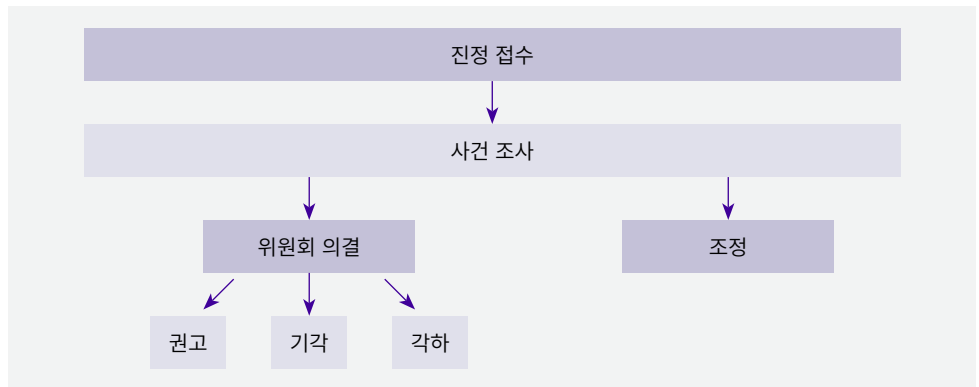 진정 접수
사건 조사
위원회 의결
조정
권고
기각
각하